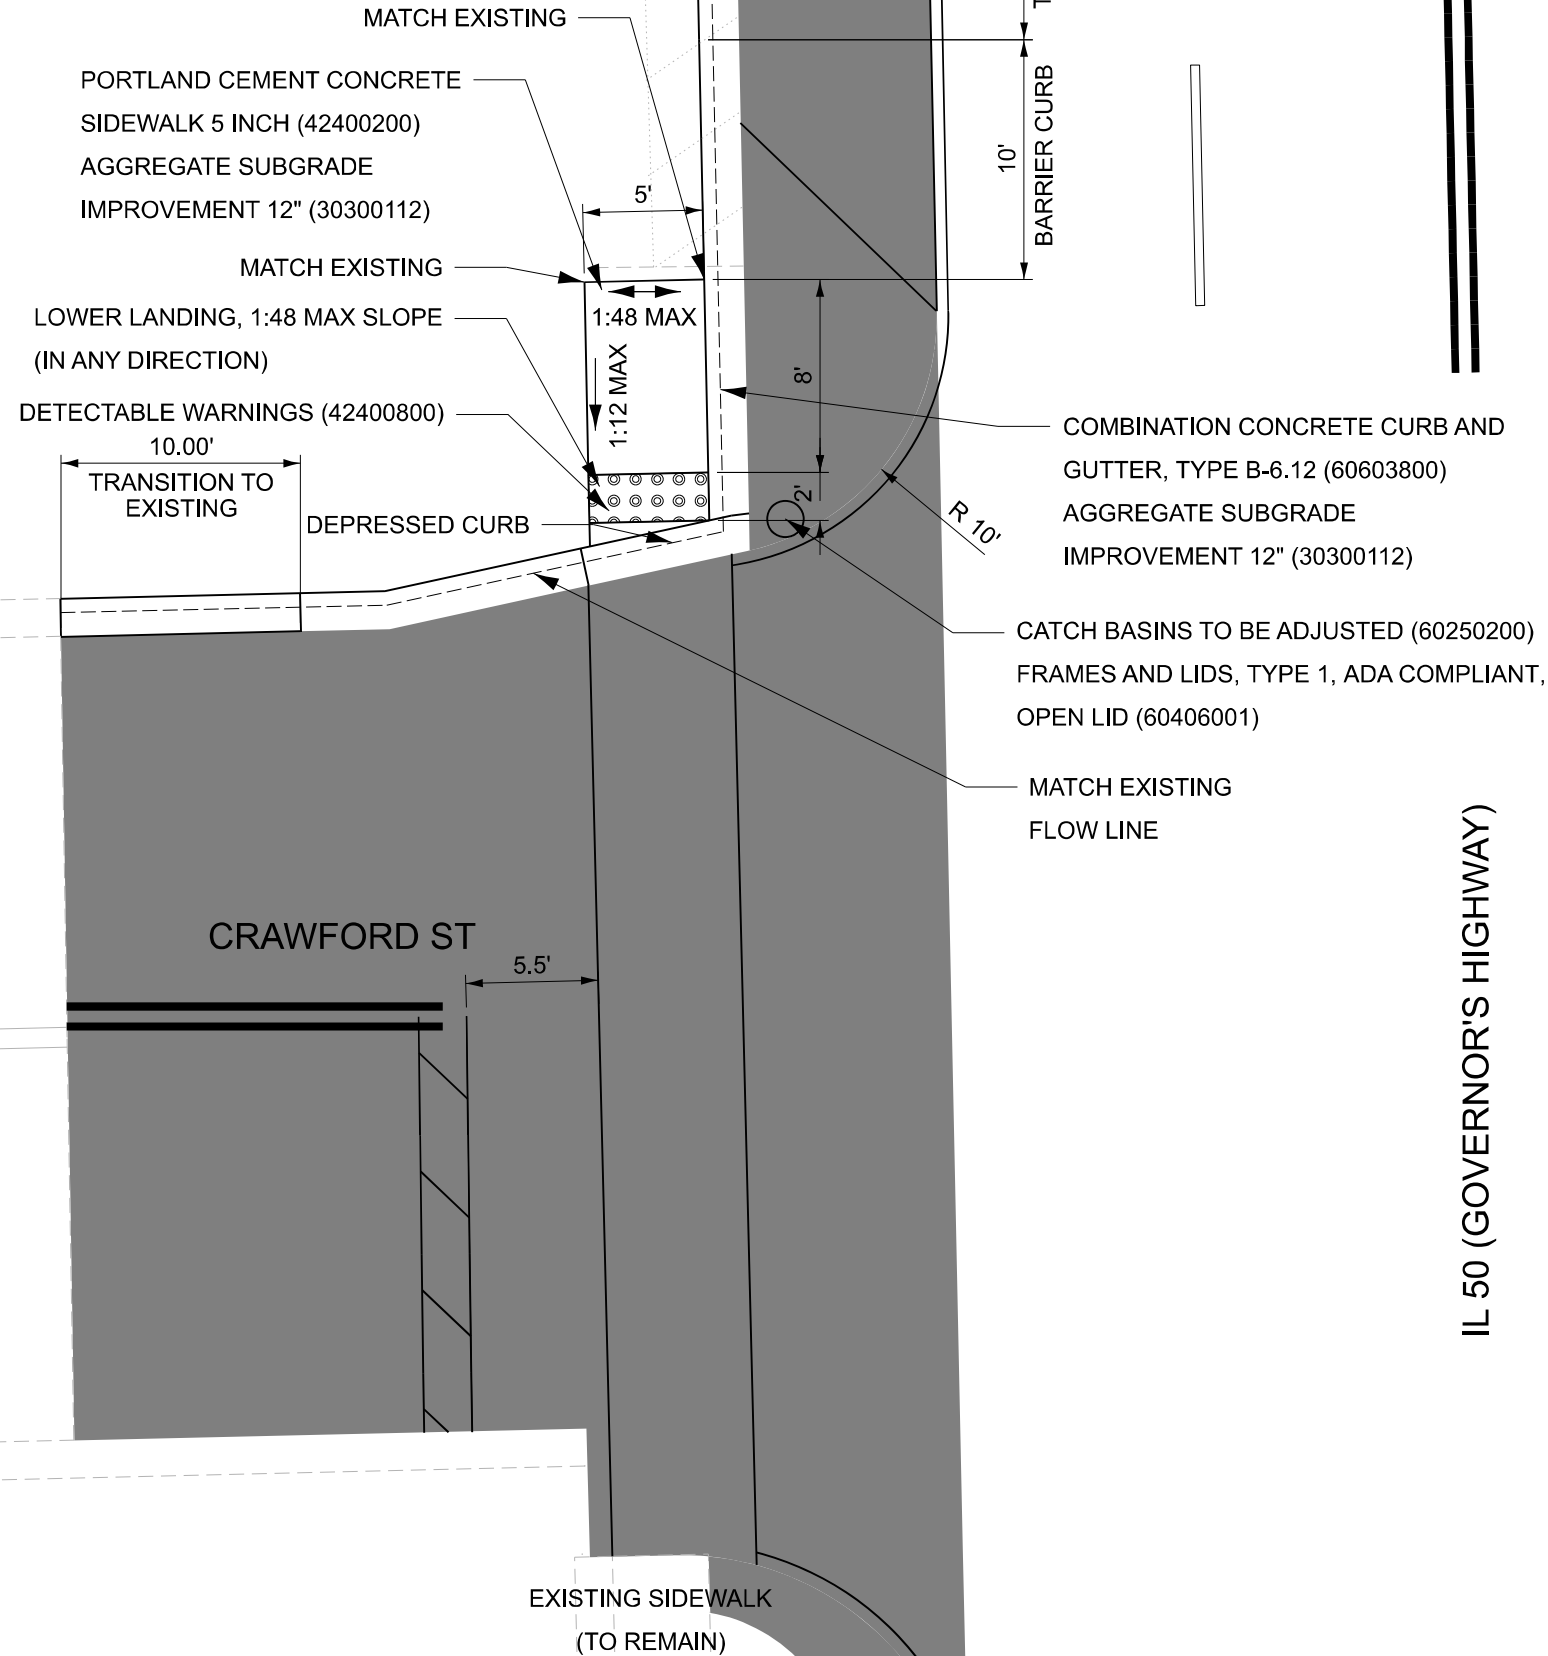 MATCH EXISTING
PORTLAND CEMENT CONCRETE
SIDEWALK 5 INCH (42400200)
AGGREGATE SUBGRADE
IMPROVEMENT 12" (30300112)
5'
10'
BARRIER CURB
MATCH EXISTING
1:48 MAX
LOWER LANDING, 1:48 MAX SLOPE
(IN ANY DIRECTION)
1:12 MAX
8'
DETECTABLE WARNINGS (42400800)
10.00'
TRANSITION TO
EXISTING
DEPRESSED CURB
2'
R 10'
COMBINATION CONCRETE CURB AND
GUTTER, TYPE B-6.12 (60603800)
AGGREGATE SUBGRADE
IMPROVEMENT 12" (30300112)
CATCH BASINS TO BE ADJUSTED (60250200)
FRAMES AND LIDS, TYPE 1, ADA COMPLIANT,
OPEN LID (60406001)
MATCH EXISTING
FLOW LINE
CRAWFORD ST
5.5'
IL 50 (GOVERNOR'S HIGHWAY)
EXISTING SIDEWALK
(TO REMAIN)